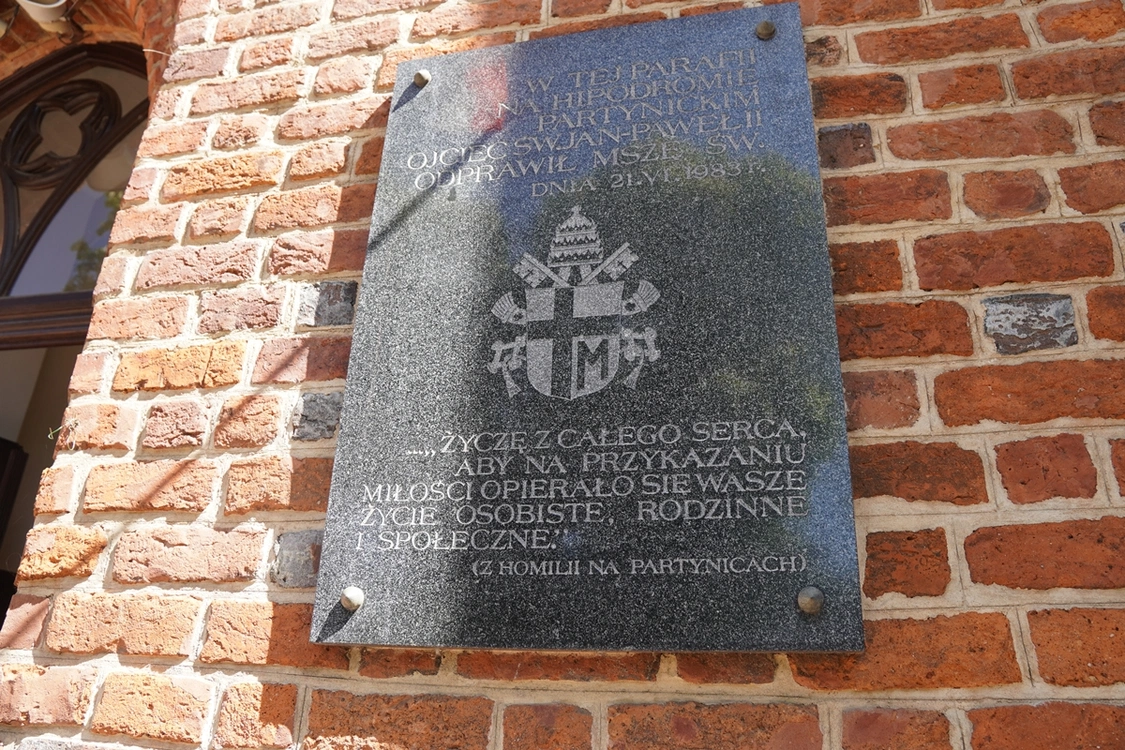 W TEJ PARAFII
NA HIPODROMIE
PARTYNICKIM
OJCIEC ŚW.JAN-PAWEŁ II
ODPRAWIŁ MSZĘ ŚW.
DNIA 21.VI.1983 r.
M
...„ŻYCZĘ Z CAŁEGO SERCA,
ABY NA PRZYKAZANIU
MIŁOŚCI OPIERAŁO SIĘ WASZE
ŻYCIE OSOBISTE, RODZINNE
I SPOŁECZNE.”
(Z HOMILII NA PARTYNICACH)